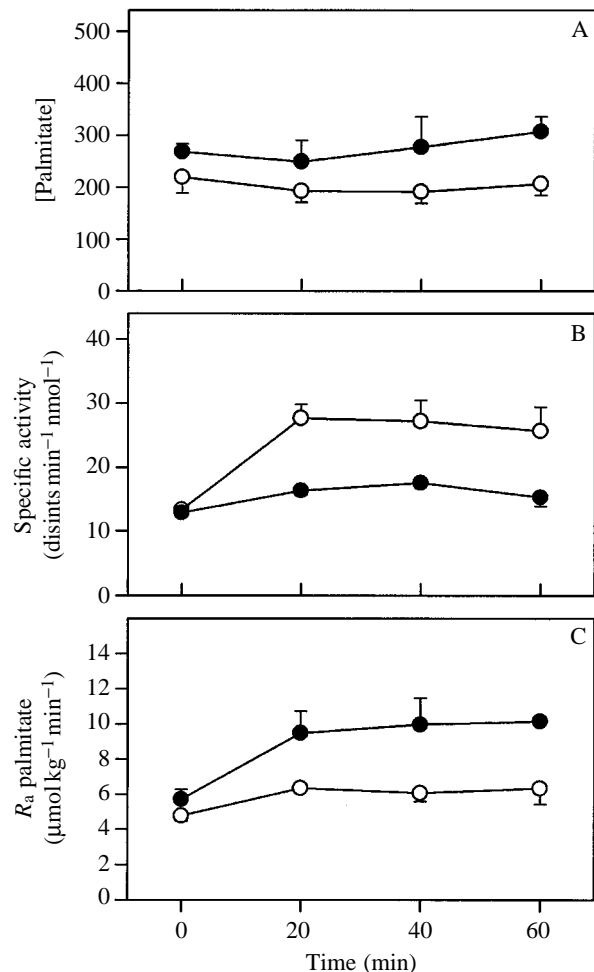 A
500
400
300
200
100
0
[Palmitate]
B
40
30
20
10
0
Specific activity
(disints min⁻¹ nmol⁻¹)
C
14
12
10
8
6
4
2
0
Rₐ palmitate
(µmol kg⁻¹ min⁻¹)
0 20 40 60
Time (min)